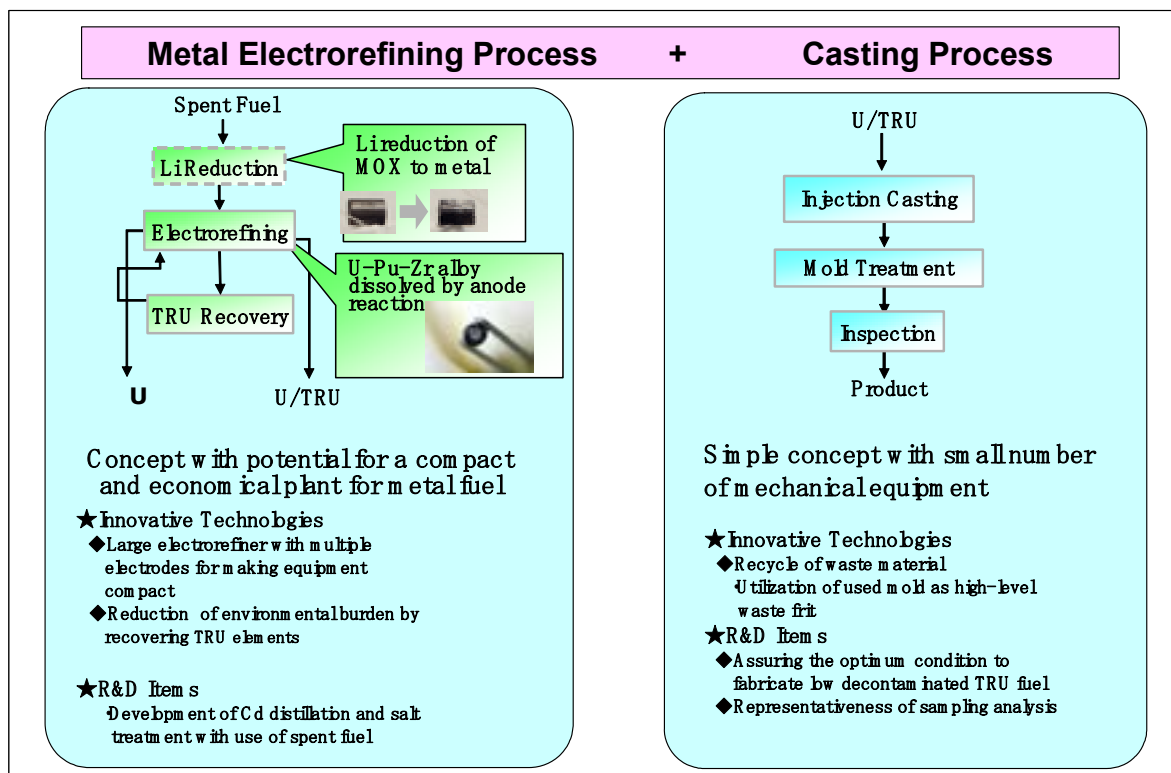 Metal Electrorefining Process + Casting Process
Spent Fuel
Li Reduction
Li reduction of
MOX to metal
Electrorefining
U-Pu-Zr alloy
dissolved by anode
reaction
TRU Recovery
U
U/TRU
Concept with potential for a compact
and economical plant for metal fuel
★Innovative Technologies
◆Large electrorefiner with multiple
electrodes for making equipment
compact
◆Reduction of environmental burden by
recovering TRU elements
★R&D Items
・Development of Cd distillation and salt
treatment with use of spent fuel
U/TRU
Injection Casting
Mold Treatment
Inspection
Product
Simple concept with small number
of mechanical equipment
★Innovative Technologies
◆Recycle of waste material
・Utilization of used mold as high-level
waste frit
★R&D Items
◆Assuring the optimum condition to
fabricate low decontaminated TRU fuel
◆Representativeness of sampling analysis